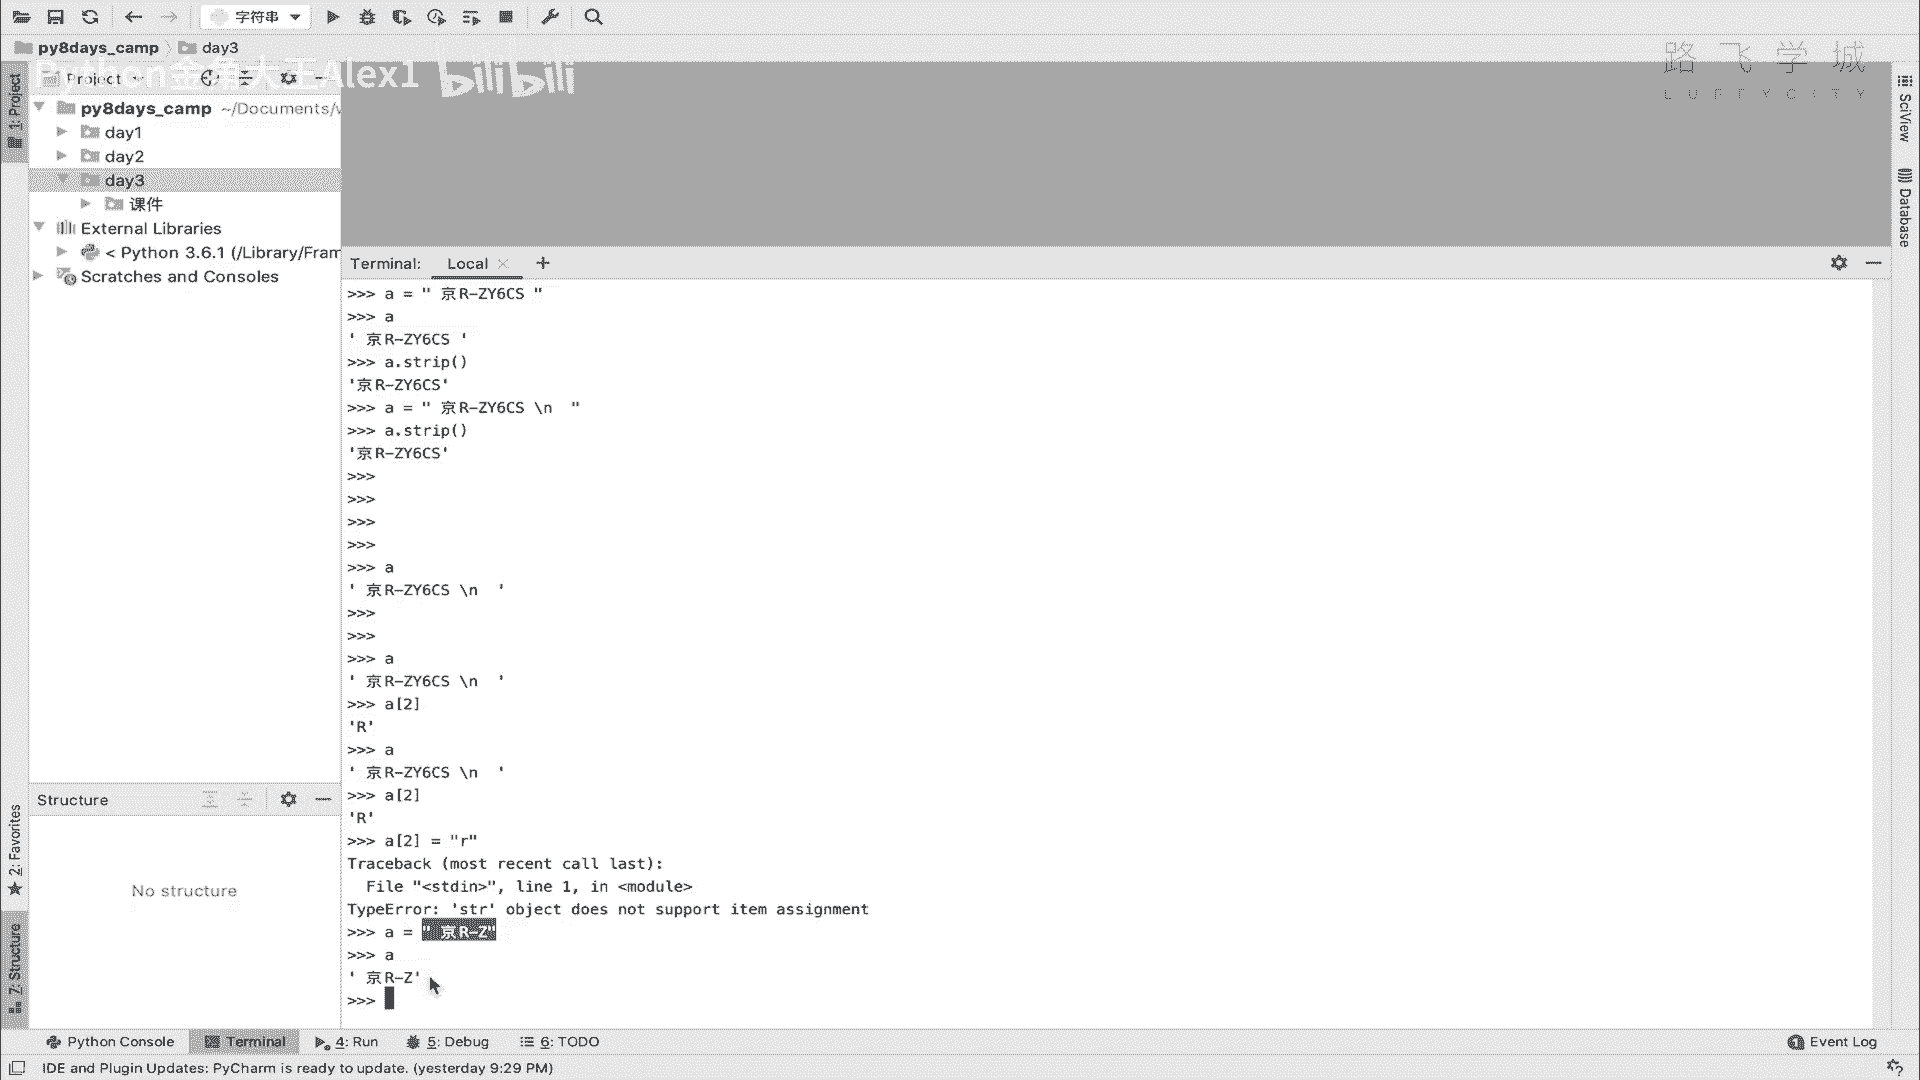 字符串
py8days_camp
day3
Python金角大王Alex1 bilibili
路飞学城
LUFFYCITY
1: Project
Project
py8days_camp ~/Documents/v
day1
day2
day3
课件
External Libraries
< Python 3.6.1 (/Library/Fram
Scratches and Consoles
Structure
No structure
2: Favorites
7: Structure
Terminal: Local
>>> a = " 京R-ZY6CS "
>>> a
' 京R-ZY6CS '
>>> a.strip()
'京R-ZY6CS'
>>> a = " 京R-ZY6CS \n  "
>>> a.strip()
'京R-ZY6CS'
>>>
>>>
>>>
>>>
>>> a
' 京R-ZY6CS \n  '
>>>
>>>
>>> a
' 京R-ZY6CS \n  '
>>> a[2]
'R'
>>> a
' 京R-ZY6CS \n  '
>>> a[2]
'R'
>>> a[2] = "r"
Traceback (most recent call last):
  File "<stdin>", line 1, in <module>
TypeError: 'str' object does not support item assignment
>>> a = " 京R-Z"
>>> a
' 京R-Z'
>>>
SciView
Database
Python Console
Terminal
4: Run
5: Debug
6: TODO
Event Log
IDE and Plugin Updates: PyCharm is ready to update. (yesterday 9:29 PM)